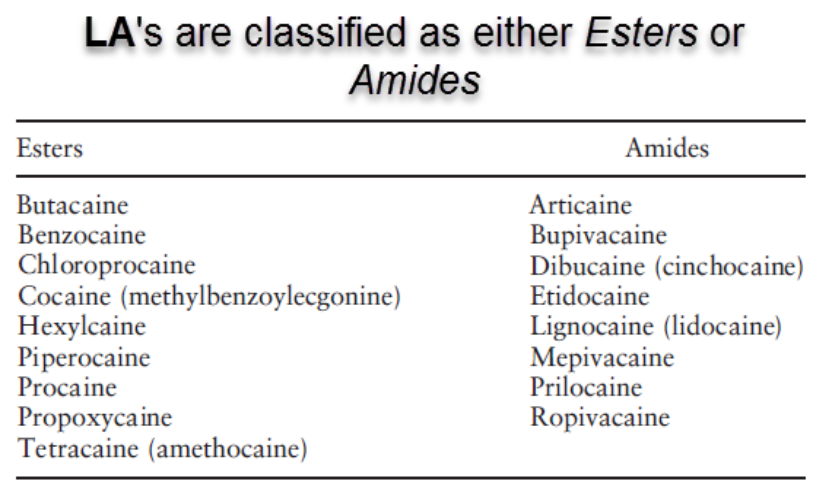 LA's are classified as either Esters or
Amides
Esters Amides
Butacaine Articaine
Benzocaine Bupivacaine
Chloroprocaine Dibucaine (cinchocaine)
Cocaine (methylbenzoylecgonine) Etidocaine
Hexylcaine Lignocaine (lidocaine)
Piperocaine Mepivacaine
Procaine Prilocaine
Propoxycaine Ropivacaine
Tetracaine (amethocaine)